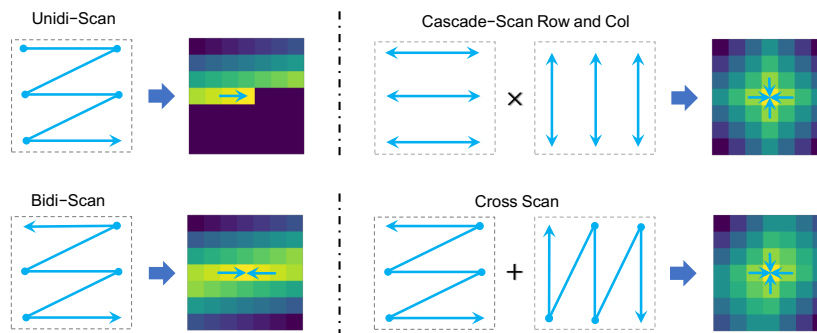 Unidi-Scan
Cascade-Scan Row and Col
×
Bidi-Scan
Cross Scan
+